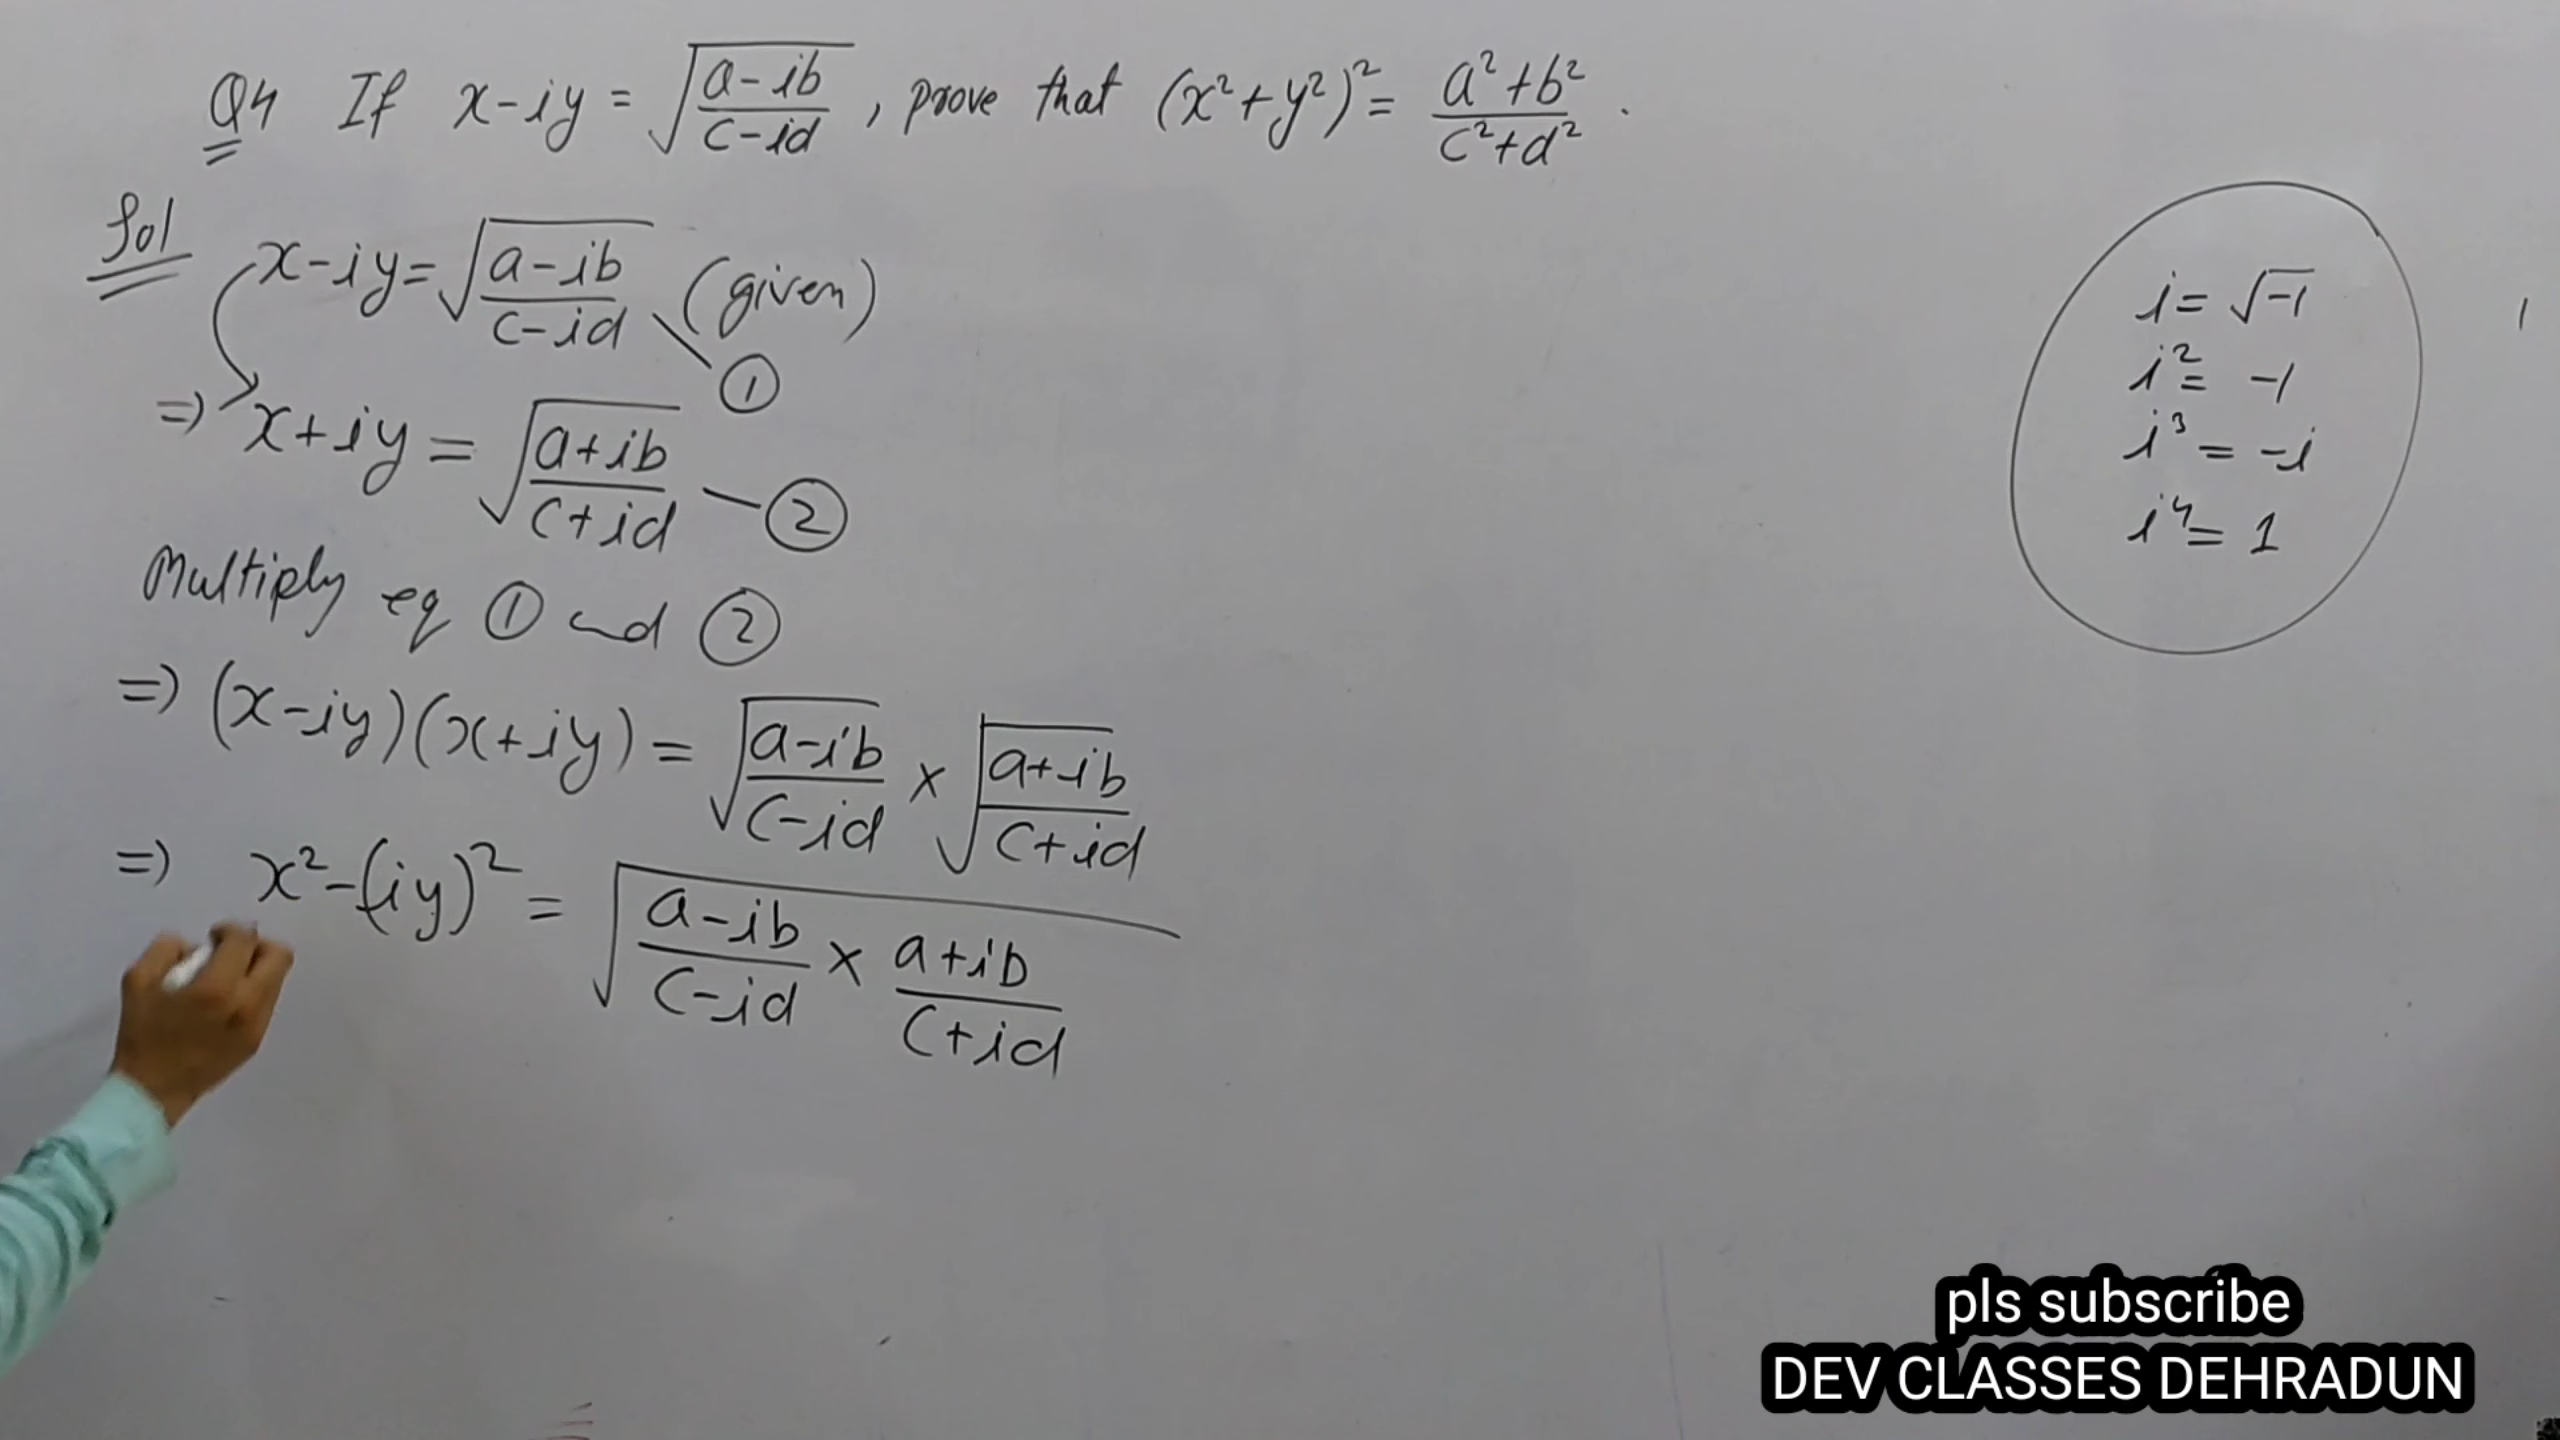 Q4 If x-iy = √(a-ib/c-id), prove that (x²+y²)² = a²+b²/c²+d².
Sol x-iy = √(a-ib/c-id) (given) ①
=> x+iy = √(a+ib/c+id) — ②
Multiply eq ① and ②
=> (x-iy)(x+iy) = √(a-ib/c-id) × √(a+ib/c+id)
=> x²-(iy)² = √(a-ib/c-id × a+ib/c+id)
i = √-1
i² = -1
i³ = -i
i⁴ = 1
pls subscribe
DEV CLASSES DEHRADUN